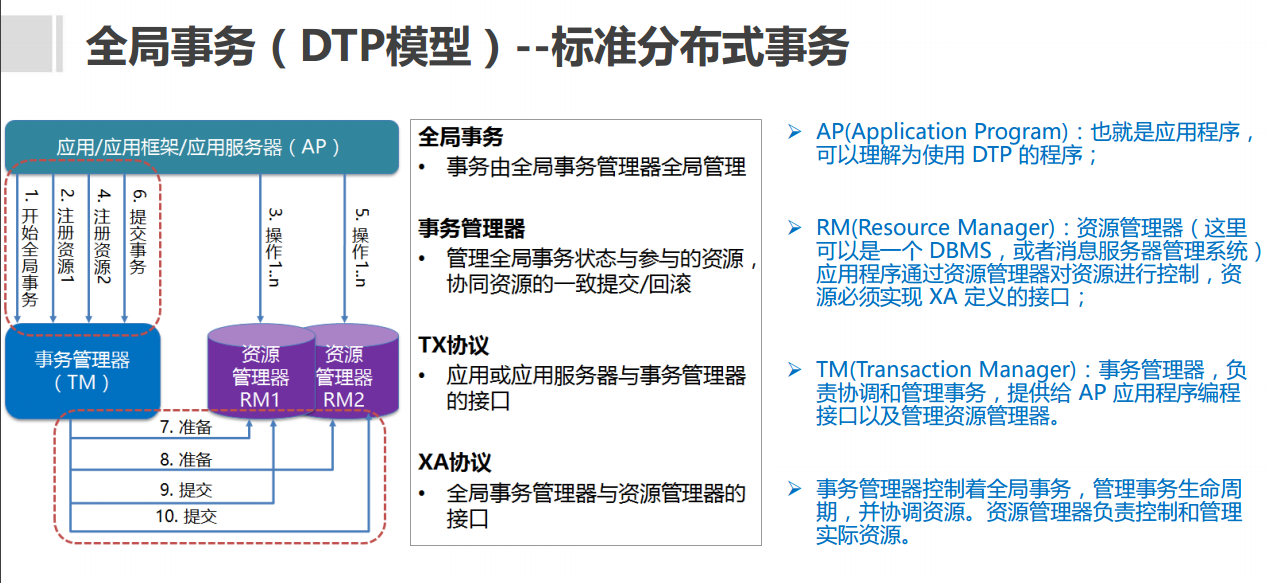 全局事务（DTP模型）--标准分布式事务
应用/应用框架/应用服务器（AP）
1. 开始全局事务
2. 注册资源1
4. 注册资源2
6. 提交事务
3. 操作1..n
5. 操作1..n
事务管理器
（TM）
资源
管理器
RM1
资源
管理器
RM2
7. 准备
8. 准备
9. 提交
10. 提交
全局事务
• 事务由全局事务管理器全局管理
事务管理器
• 管理全局事务状态与参与的资源，
协同资源的一致提交/回滚
TX协议
• 应用或应用服务器与事务管理器
的接口
XA协议
• 全局事务管理器与资源管理器的
接口
➢ AP(Application Program)：也就是应用程序，
可以理解为使用 DTP 的程序；
➢ RM(Resource Manager)：资源管理器（这里
可以是一个 DBMS，或者消息服务器管理系统）
应用程序通过资源管理器对资源进行控制，资
源必须实现 XA 定义的接口；
➢ TM(Transaction Manager)：事务管理器，负
责协调和管理事务，提供给 AP 应用程序编程
接口以及管理资源管理器。
➢ 事务管理器控制着全局事务，管理事务生命周
期，并协调资源。资源管理器负责控制和管理
实际资源。